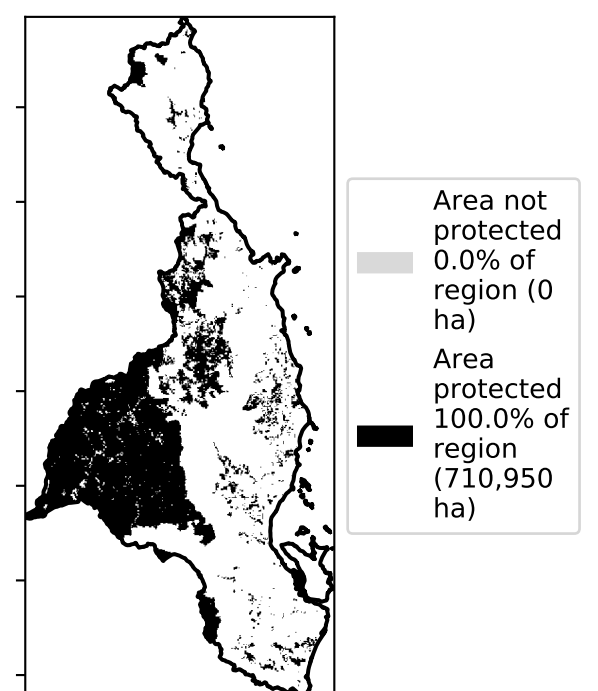 Area not
protected
0.0% of
region (0
ha)
Area
protected
100.0% of
region
(710,950
ha)